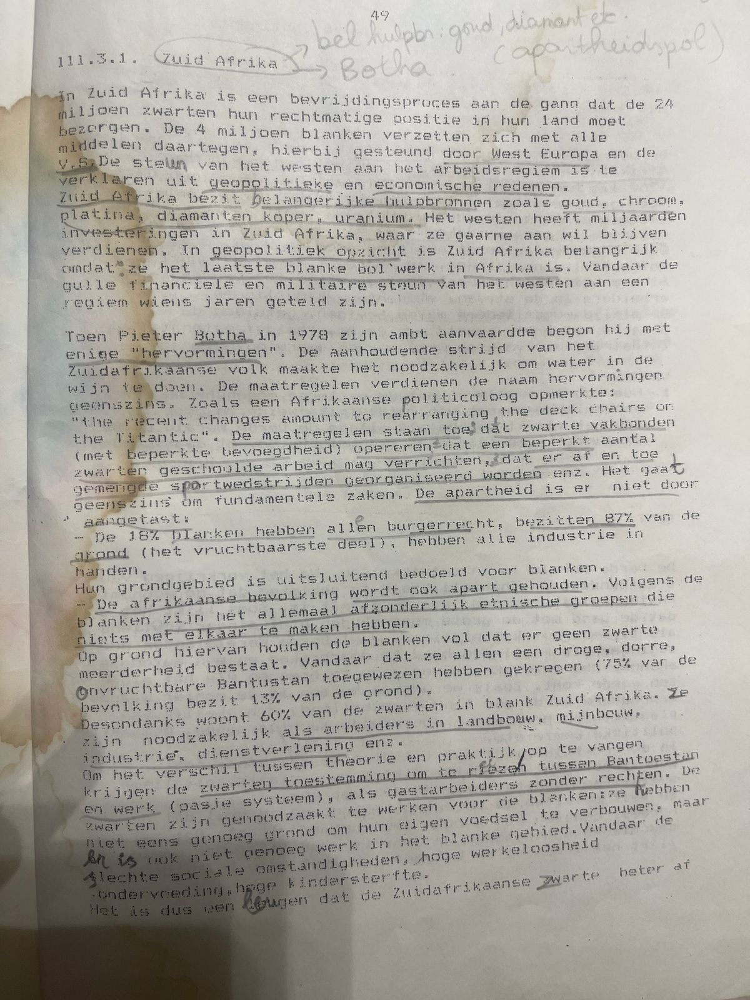 49
bel hulpbr: goud, diamant etc.
(apartheidspol)
111.3.1. Zuid Afrika
Botha
In Zuid Afrika is een bevrijdingsproces aan de gang dat de 24
miljoen zwarten hun rechtmatige positie in hun land moet
bezorgen. De 4 miljoen blanken verzetten zich met alle
middelen daartegen, hierbij gesteund door West Europa en de
V.S.De steun van het westen aan het arbeidsregiem is te
verklaren uit geopolitieke en economische redenen.
Zuid Afrika bezit belangerijke hulpbronnen zoals goud, chroom,
platina, diamanten koper, uranium. Het westen heeft miljaarden
investeringen in Zuid Afrika, waar ze gaarne aan wil blijven
verdienen. In geopolitiek opzicht is Zuid Afrika belangrijk
omdat ze het laatste blanke bol'werk in Afrika is. Vandaar de
gulle financiele en militaire steun van het westen aan een
regiem wiens jaren geteld zijn.
Toen Pieter Botha in 1978 zijn ambt aanvaardde begon hij met
enige "hervormingen". De aanhoudende strijd van het
Zuidafrikaanse volk maakte het noodzakelijk om water in de
wijn te doen. De maatregelen verdienen de naam hervormingen
geenszins. Zoals een Afrikaanse politicoloog opmerkte:
"the recent changes amount to rearranging the deck chairs on
the Titantic". De maatregelen staan toe dat zwarte vakbonden
(met beperkte bevoegdheid) opereren dat een beperkt aantal
zwarten geschoolde arbeid mag verrichten, dat er af en toe
gemengde sportwedstrijden georganiseerd worden enz. Het gaat
geenszins om fundamentele zaken. De apartheid is er niet door
aangetast:
- De 18% blanken hebben allen burgerrecht, bezitten 87% van de
grond (het vruchtbaarste deel), hebben alle industrie in
handen.
Hun grondgebied is uitsluitend bedoeld voor blanken.
- De afrikaanse bevolking wordt ook apart gehouden. Volgens de
blanken zijn het allemaal afzonderlijk etnische groepen die
niets met elkaar te maken hebben.
Op grond hiervan houden de blanken vol dat er geen zwarte
meerderheid bestaat. Vandaar dat ze allen een droge, dorre,
onvruchtbare Bantustan toegewezen hebben gekregen (75% van de
bevolking bezit 13% van de grond).
Desondanks woont 60% van de zwarten in blank Zuid Afrika. Ze
zijn noodzakelijk als arbeiders in landbouw, mijnbouw,
industrie, dienstverlening enz.
Om het verschil tussen theorie en praktijk/op te vangen
krijgen de zwarten toestemming om te riezen tussen Bantoestan
en werk (pasje systeem), als gastarbeiders zonder rechten. De
zwarten zijn genoodzaakt te werken voor de blanken:ze hebben
niet eens genoeg grond om hun eigen voedsel te verbouwen, maar
er is ook niet genoeg werk in het blanke gebied.Vandaar de
slechte sociale omstandigheden, hoge werkeloosheid
ondervoeding,hoge kindersterfte.
Het is dus een leugen dat de Zuidafrikaanse zwarte beter af